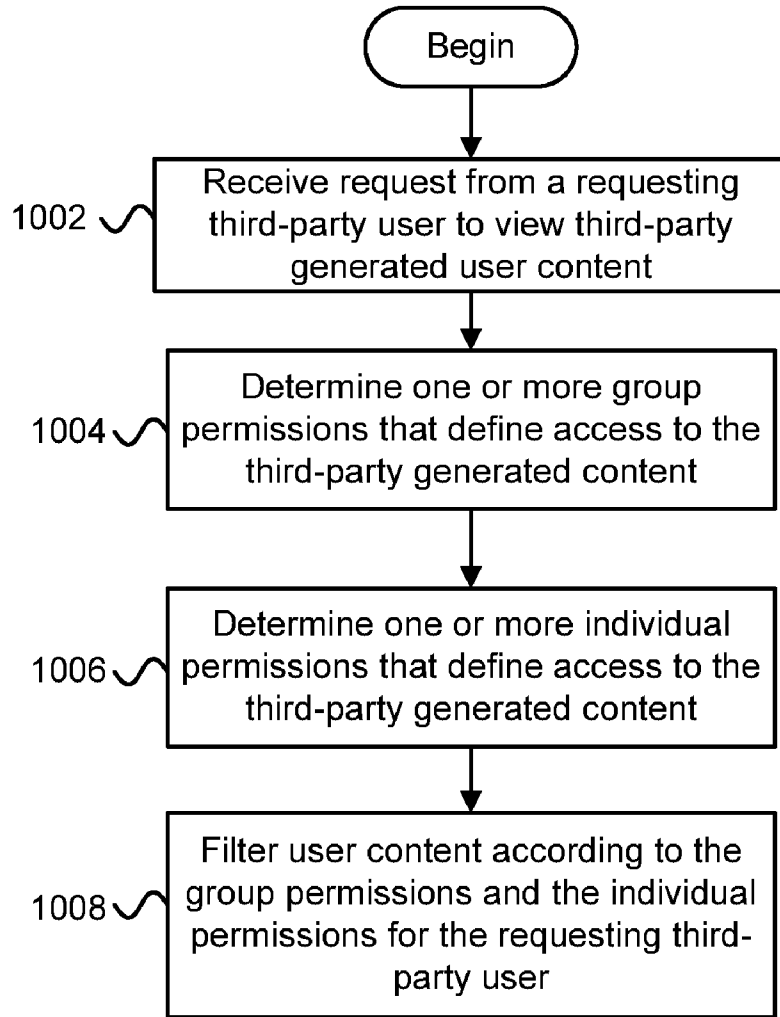 Begin
1002
Receive request from a requesting
third-party user to view third-party
generated user content
1004
Determine one or more group
permissions that define access to the
third-party generated content
1006
Determine one or more individual
permissions that define access to the
third-party generated content
1008
Filter user content according to the
group permissions and the individual
permissions for the requesting third-
party user